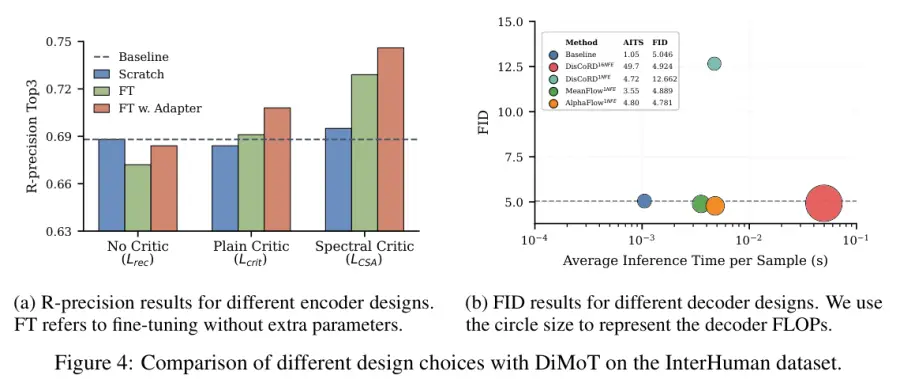 0.75
0.72
0.69
0.66
0.63
R-precision Top3
Baseline
Scratch
FT
FT w. Adapter
No Critic
(L_rec)
Plain Critic
(L_crit)
Spectral Critic
(L_CSA)
(a) R-precision results for different encoder designs.
FT refers to fine-tuning without extra parameters.
15.0
12.5
10.0
7.5
5.0
FID
Method AITS FID
Baseline 1.05 5.046
DisCoRD^16NFE 49.7 4.924
DisCoRD^1NFE 4.72 12.662
MeanFlow^1NFE 3.55 4.889
AlphaFlow^1NFE 4.80 4.781
10⁻⁴ 10⁻³ 10⁻² 10⁻¹
Average Inference Time per Sample (s)
(b) FID results for different decoder designs. We use
the circle size to represent the decoder FLOPs.
Figure 4: Comparison of different design choices with DiMoT on the InterHuman dataset.